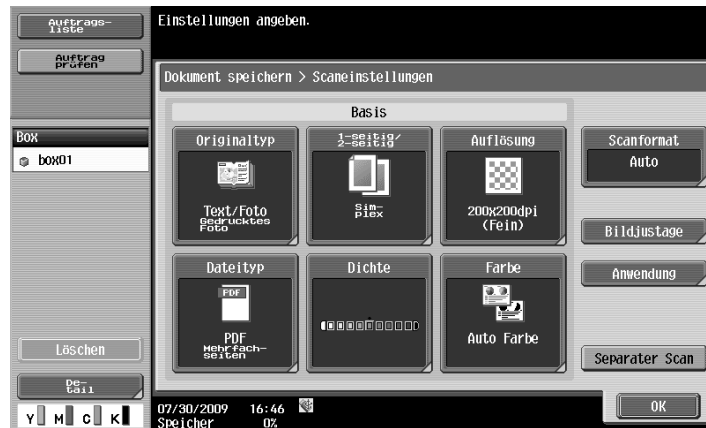 Auftrags-
liste
Auftrag
prüfen
Einstellungen angeben.
Dokument speichern > Scaneinstellungen
Basis
Box
box01
Originaltyp
Text/Foto
Gedrucktes
Foto
1-seitig/
2-seitig
Sim-
plex
Auflösung
200x200dpi
(Fein)
Scanformat
Auto
Bildjustage
Dateityp
PDF
PDF
Mehrfach-
seiten
Dichte
Farbe
Auto Farbe
Anwendung
Separater Scan
Löschen
De-
tail
Y M C K
07/30/2009 16:46
Speicher 0%
OK